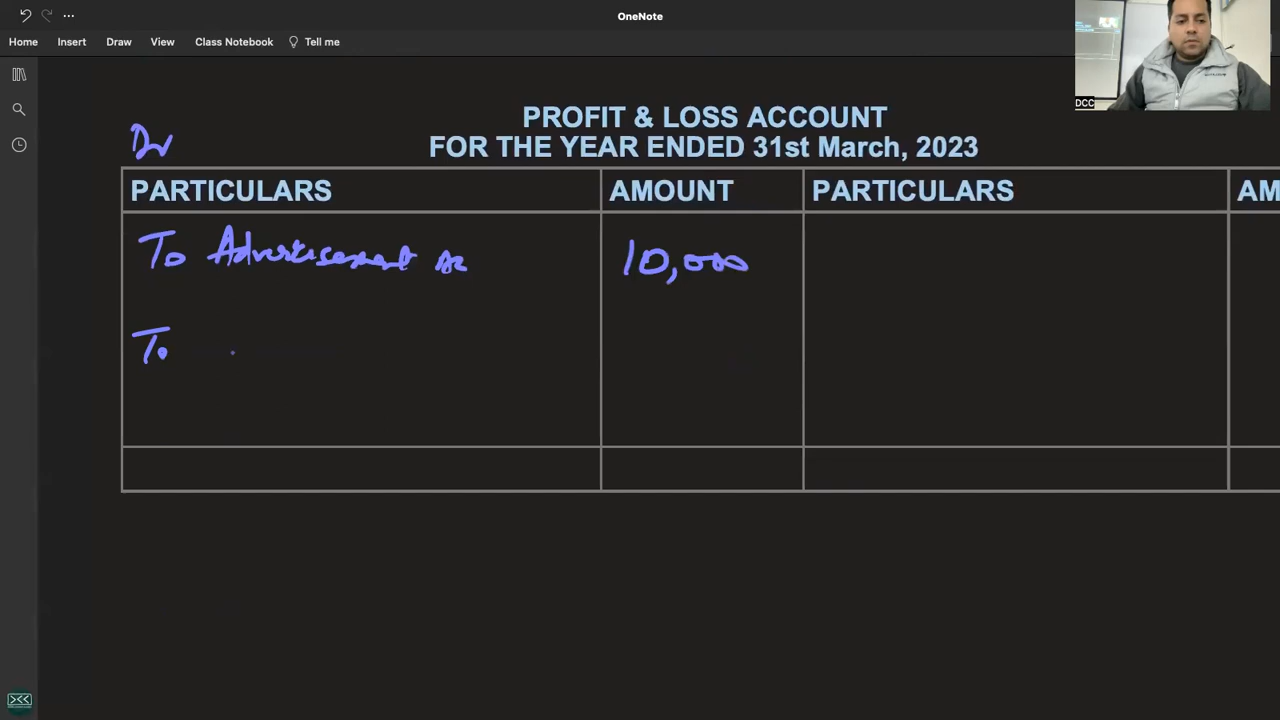 OneNote
Home Insert Draw View Class Notebook Tell me
DCC
PROFIT & LOSS ACCOUNT
Dr
FOR THE YEAR ENDED 31st March, 2023
PARTICULARS AMOUNT PARTICULARS AM
To Advertisement 10,000
To